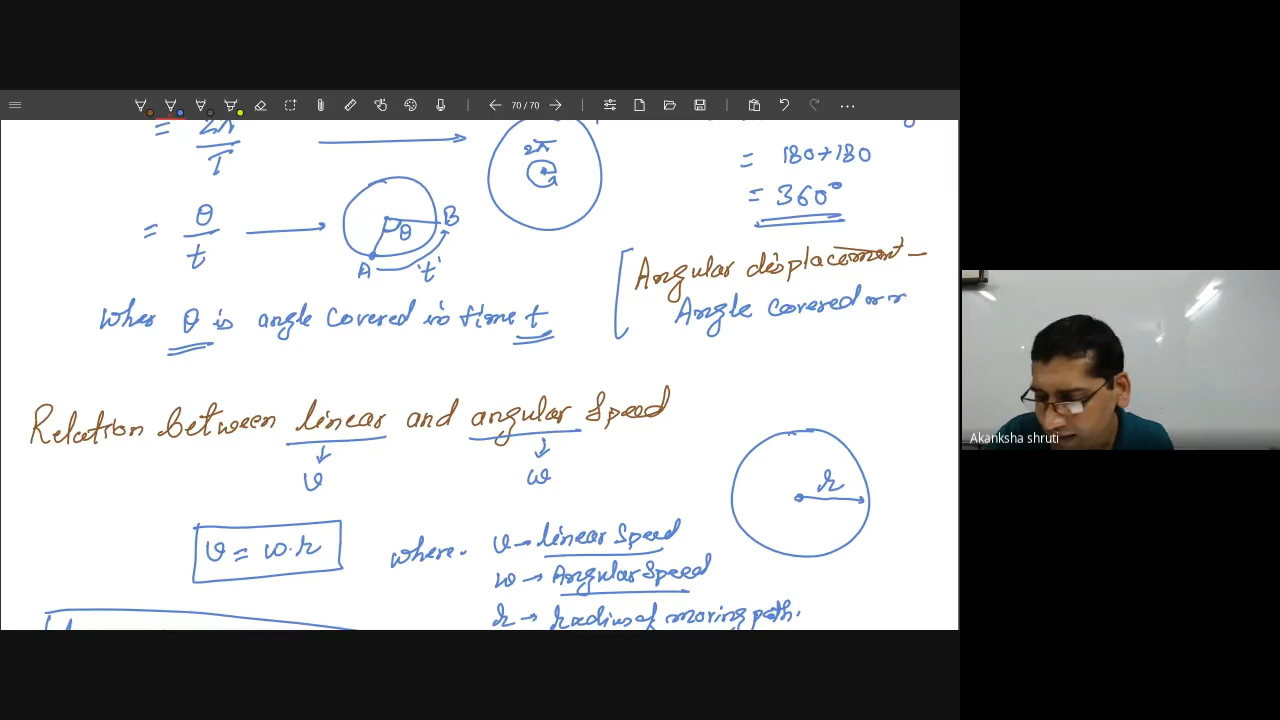 70 / 70
= 2π
T
2π
= 180+180
= 360°
= θ
t
θ
A
B
't'
where θ is angle covered in time t
Angular displacement –
Angle covered
Relation between linear and angular Speed
v
ω
r
v = ω.r
where.
v → linear Speed
ω → Angular Speed
r → radius of moving path.
Akanksha shruti